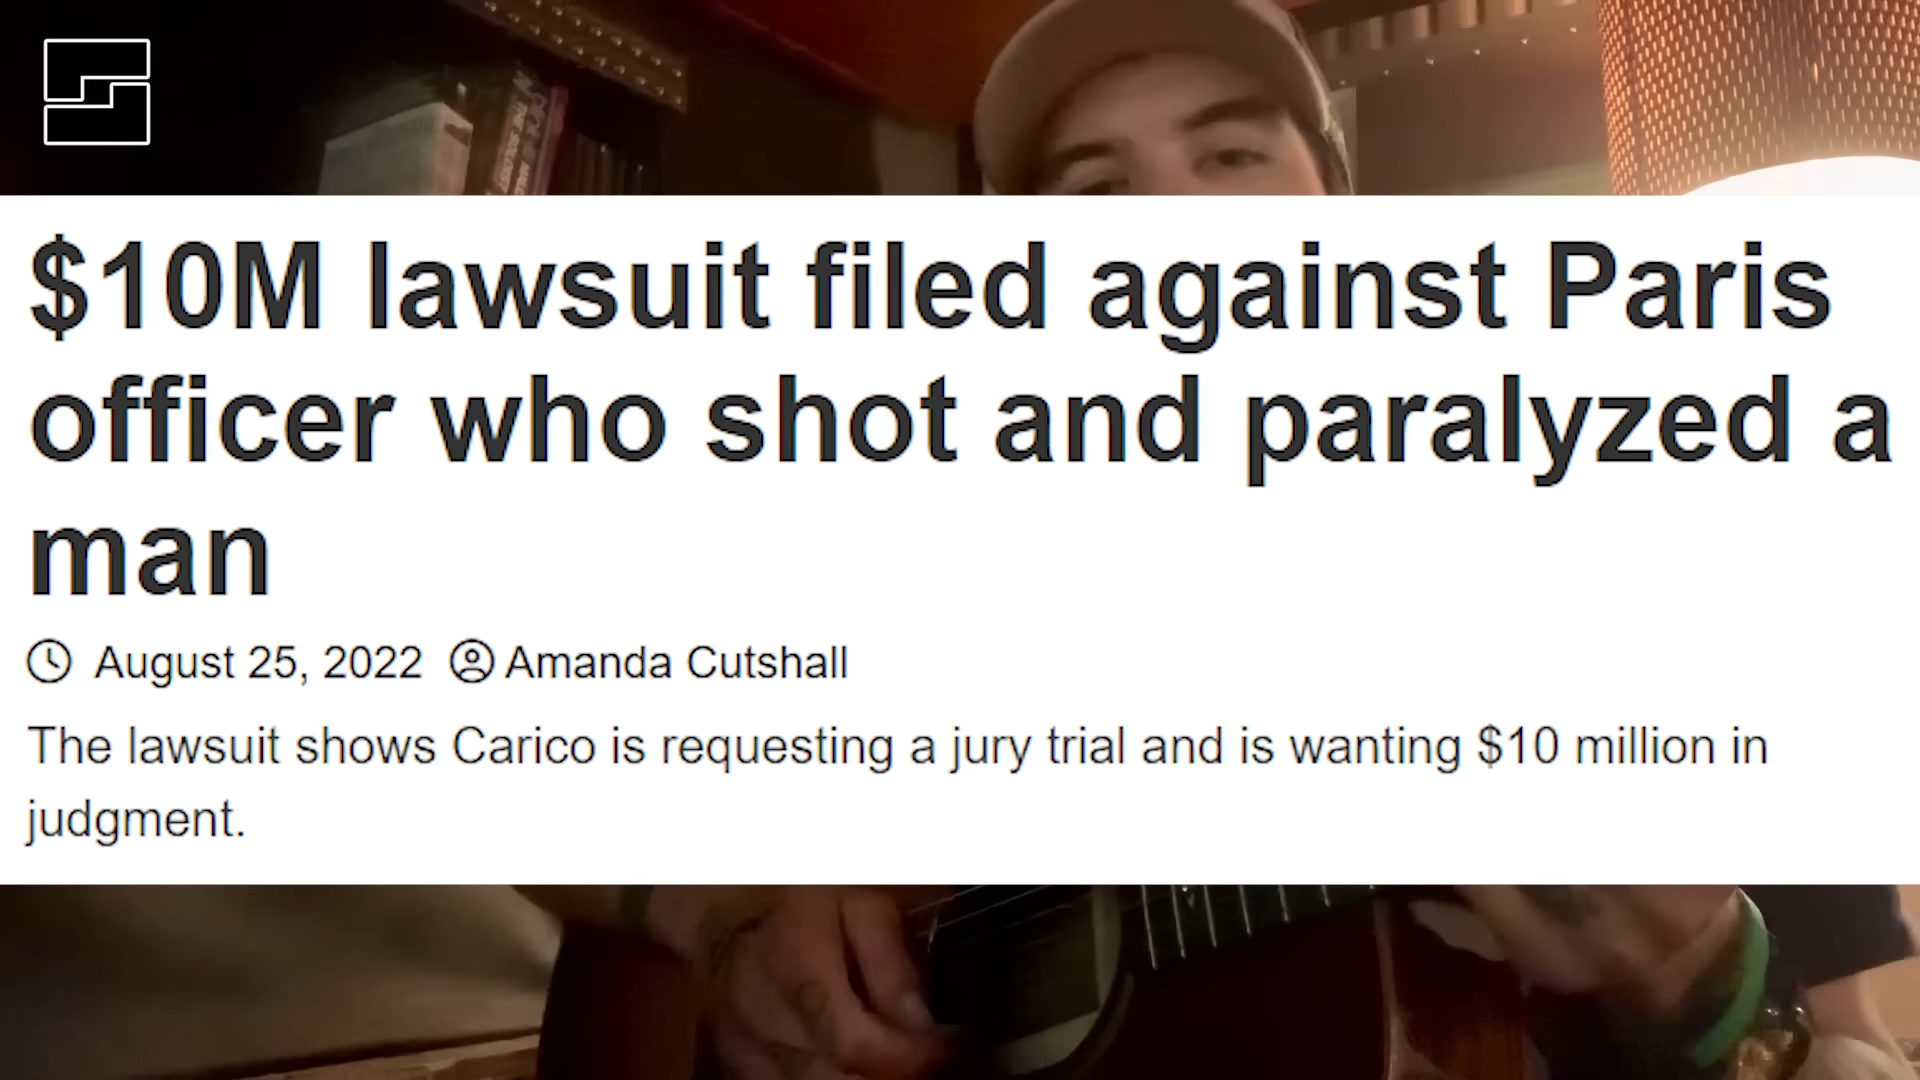 $10M lawsuit filed against Paris
officer who shot and paralyzed a
man
August 25, 2022 Amanda Cutshall
The lawsuit shows Carico is requesting a jury trial and is wanting $10 million in
judgment.